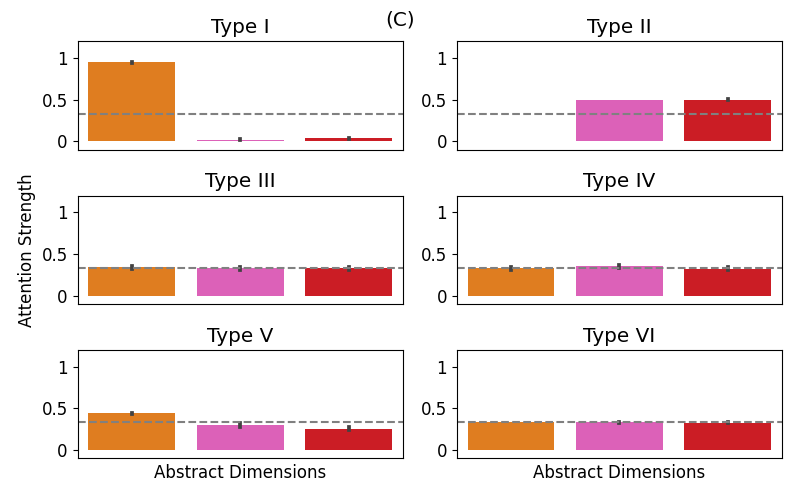 (C)
Type I
Type II
1
0.5
0
1
0.5
0
Type III
Type IV
1
0.5
0
1
0.5
0
Type V
Type VI
1
0.5
0
1
0.5
0
Attention Strength
Abstract Dimensions
Abstract Dimensions